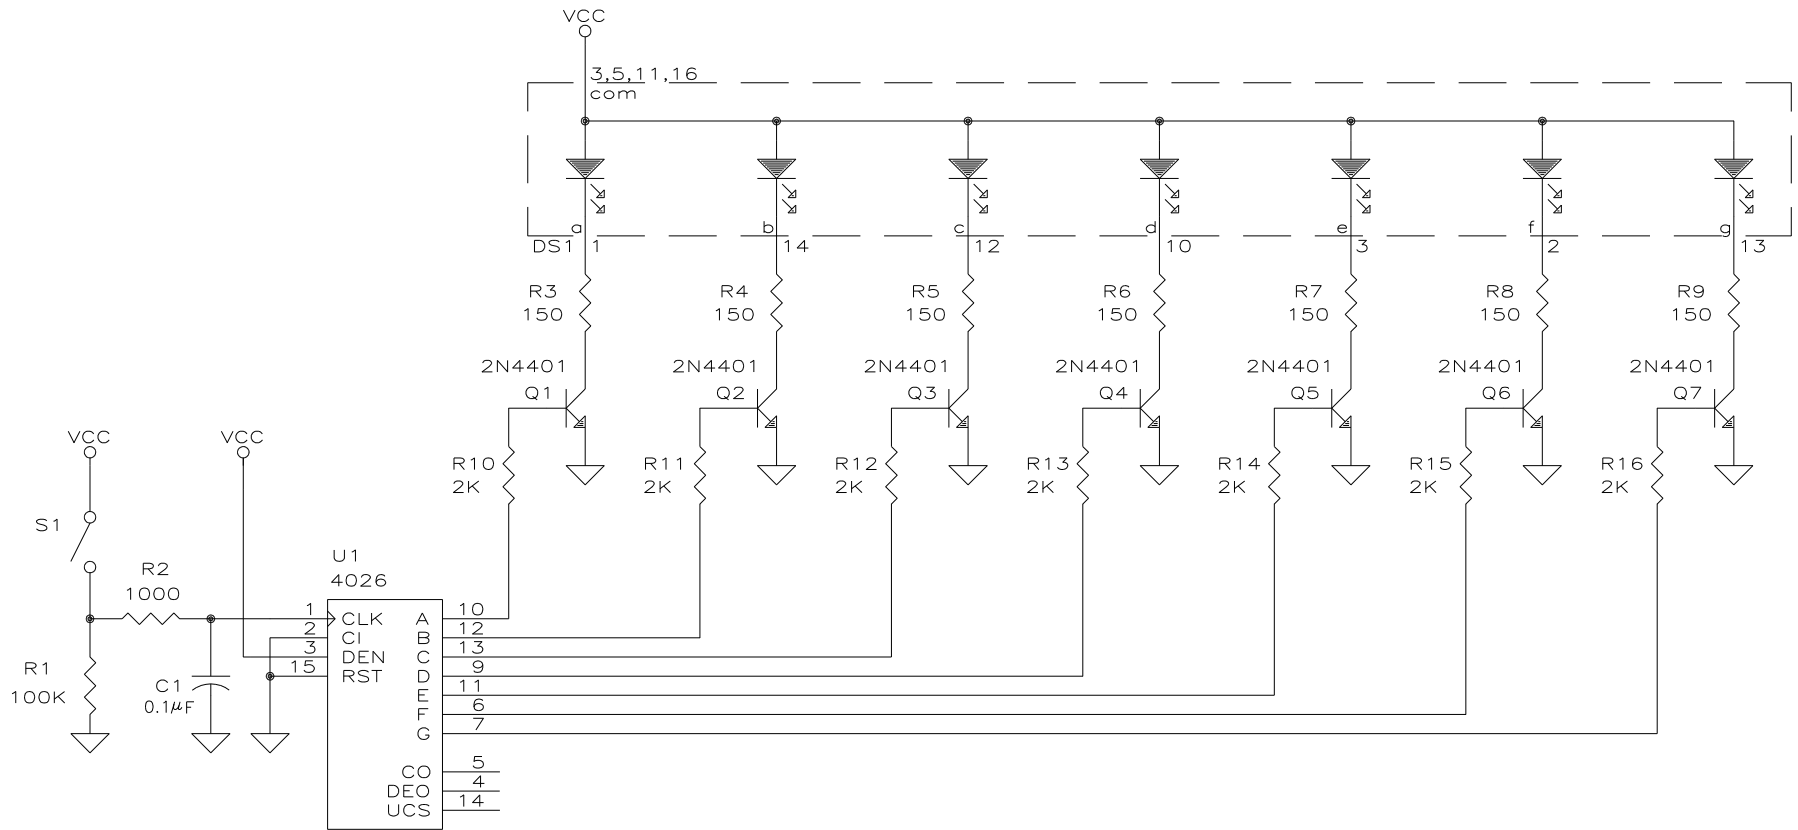 VCC
3,5,11,16
com
a b c d e f g
DS1 1 14 12 10 3 2 13
R3 R4 R5 R6 R7 R8 R9
150 150 150 150 150 150 150
2N4401 2N4401 2N4401 2N4401 2N4401 2N4401 2N4401
Q1 Q2 Q3 Q4 Q5 Q6 Q7
VCC VCC
R10 R11 R12 R13 R14 R15 R16
2K 2K 2K 2K 2K 2K 2K
S1
U1
4026
R2
1000
1 CLK A 10
2 CI B 12
3 DEN C 13
15 RST D 9
E 11
F 6
G 7
R1
100K
C1
0.1µF
CO 5
DEO 4
UCS 14